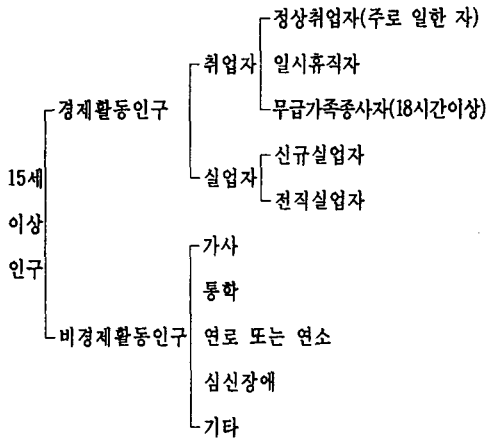 정상취업자(주로 일한 자)
취업자
일시휴직자
경제활동인구
무급가족종사자(18시간이상)
신규실업자
15세
실업자
전직실업자
이상
가사
인구
통학
비경제활동인구
연로 또는 연소
심신장애
기타